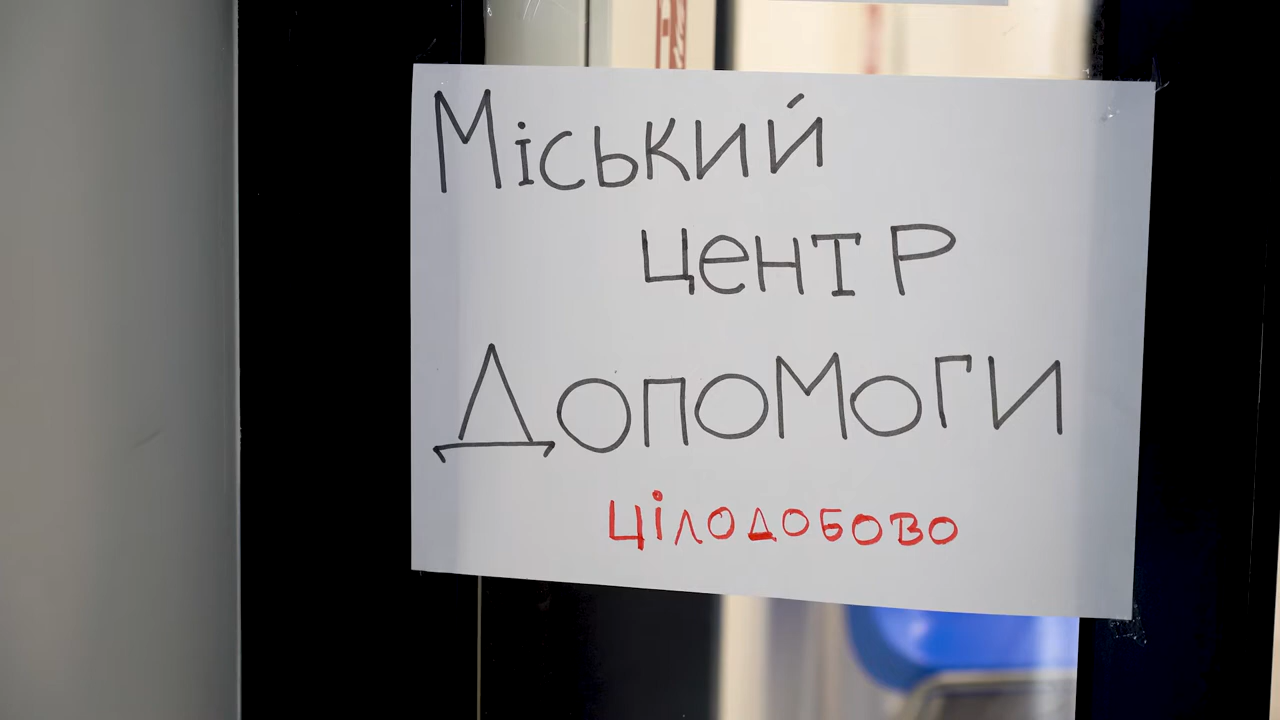 Міський
центр
Допомоги
цілодобово